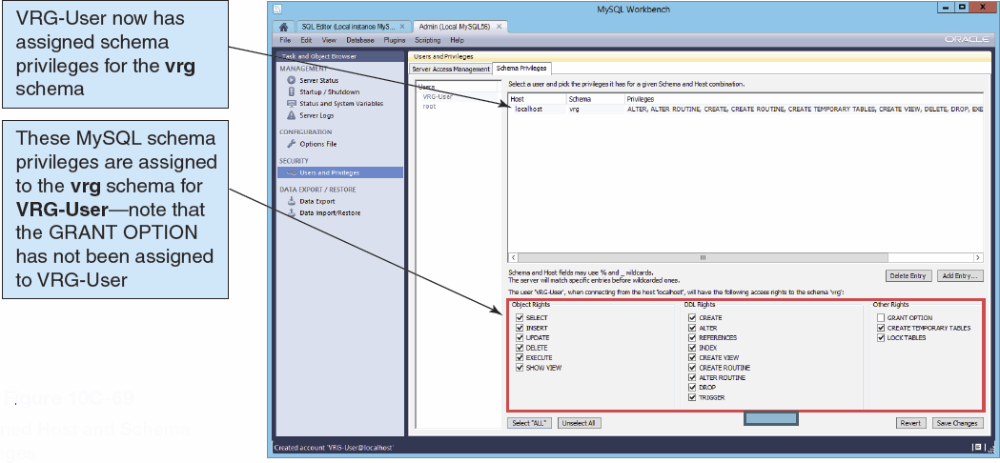 VRG-User now has
assigned schema
privileges for the vrg
schema
These MySQL schema
privileges are assigned
to the vrg schema for
VRG-User—note that
the GRANT OPTION
has not been assigned
to VRG-User
MySQL Workbench
SQL Editor (Local instance MyS...
Admin (Local MySQL56)
File Edit View Database Plugins Scripting Help
ORACLE
Task and Object Browser
MANAGEMENT
Server Status
Startup / Shutdown
Status and System Variables
Server Logs
CONFIGURATION
Options File
SECURITY
Users and Privileges
DATA EXPORT / RESTORE
Data Export
Data Import/Restore
Users and Privileges
Server Access Management Schema Privileges
Users
VRG-User
root
Select a user and pick the privileges it has for a given Schema and Host combination.
Host Schema Privileges
localhost vrg ALTER, ALTER ROUTINE, CREATE, CREATE ROUTINE, CREATE TEMPORARY TABLES, CREATE VIEW, DELETE, DROP, EXE
Schema and Host fields may use % and _ wildcards.
The server will match specific entries before wildcarded ones.
Delete Entry Add Entry...
The user 'VRG-User', when connecting from the host 'localhost', will have the following access rights to the schema 'vrg':
Object Rights
SELECT
INSERT
UPDATE
DELETE
EXECUTE
SHOW VIEW
DDL Rights
CREATE
ALTER
REFERENCES
INDEX
CREATE VIEW
CREATE ROUTINE
ALTER ROUTINE
DROP
TRIGGER
Other Rights
GRANT OPTION
CREATE TEMPORARY TABLES
LOCK TABLES
Select "ALL" Unselect All Revert Save Changes
Created account 'VRG-User@localhost'